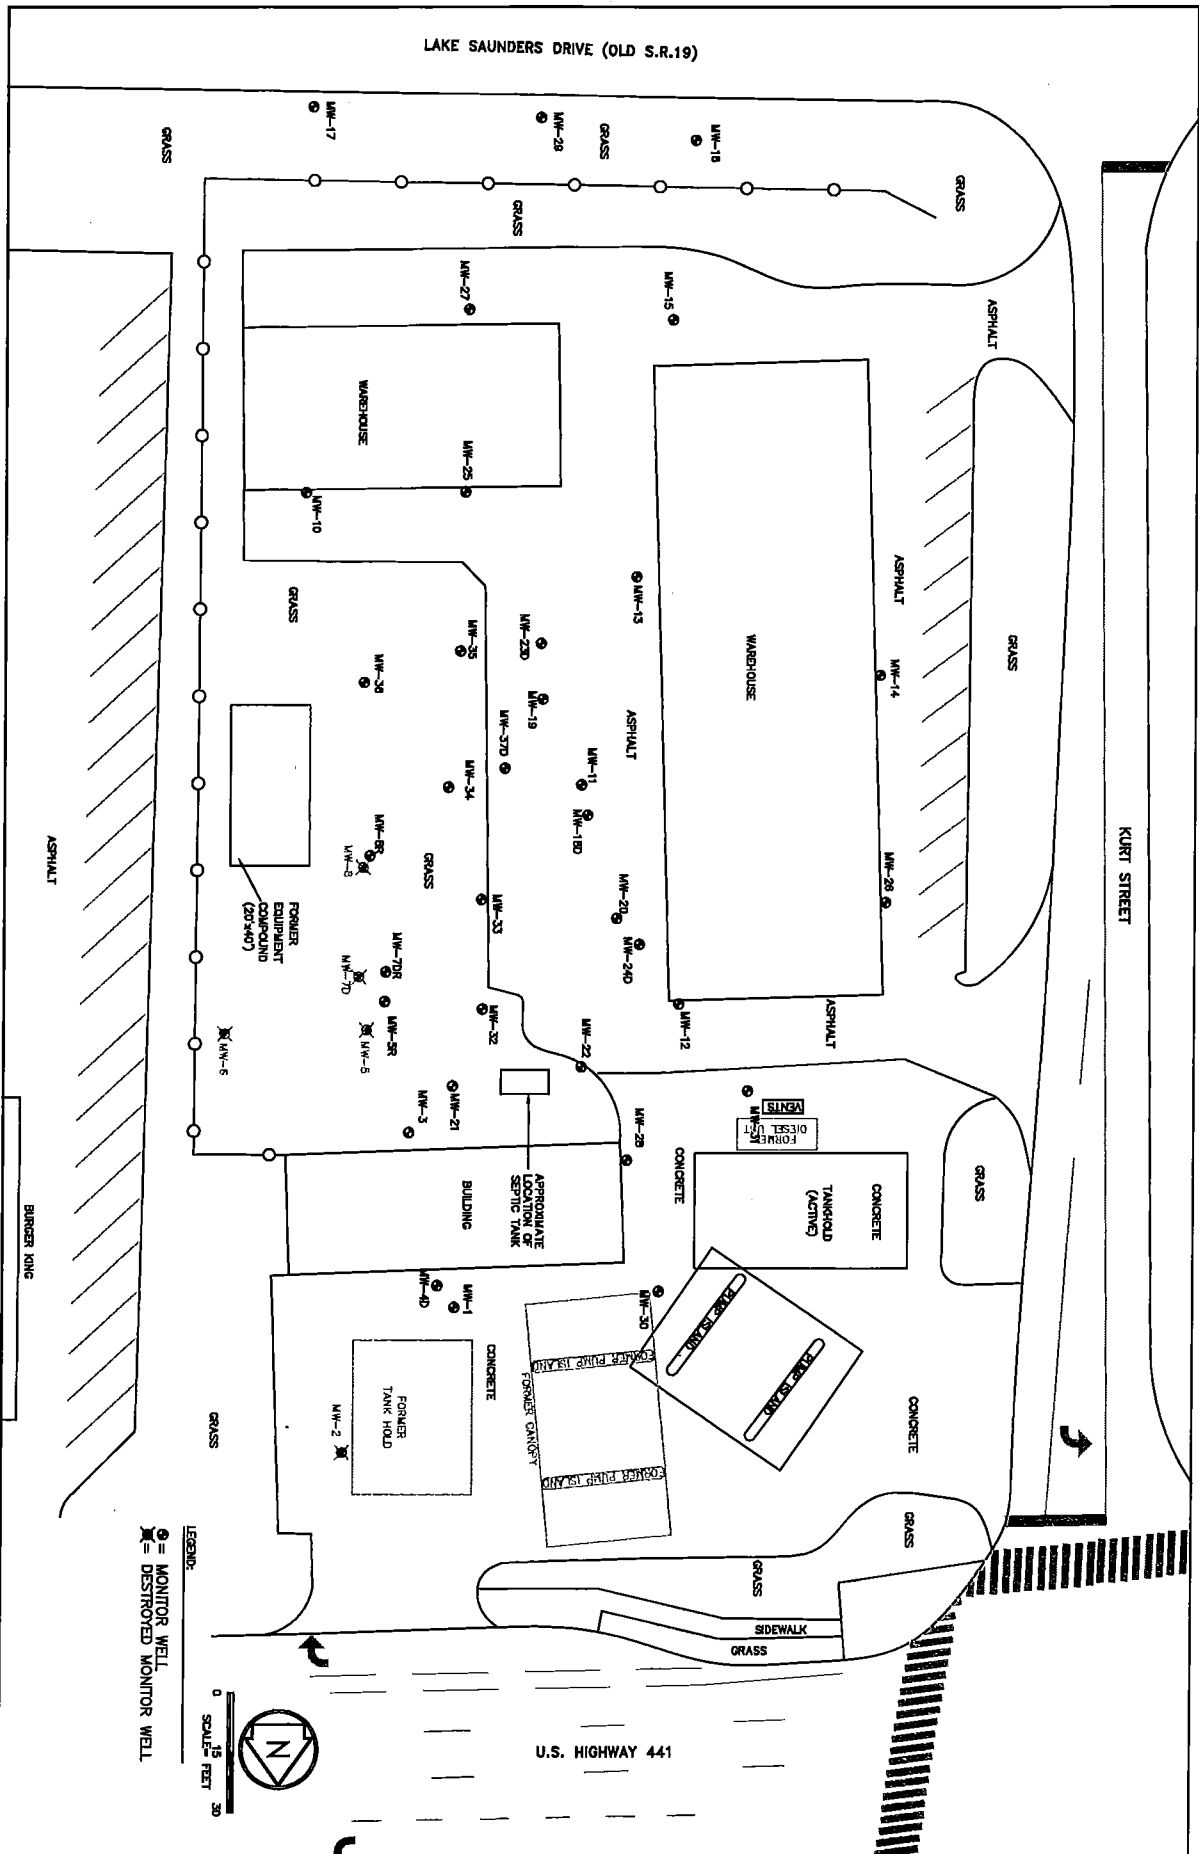 LAKE SAUNDERS DRIVE (OLD S.R.19)
MW-17
MW-29
MW-16
GRASS
GRASS
GRASS
GRASS
MW-27
MW-15
ASPHALT
WAREHOUSE
MW-25
MW-10
MW-13
ASPHALT
GRASS
GRASS
MW-35
MW-23D
WAREHOUSE
MW-14
MW-36
MW-19
ASPHALT
MW-37D
MW-11
MW-34
MW-18D
KURT STREET
ASPHALT
MW-8R
MW-8
GRASS
MW-26
FORMER
EQUIPMENT
COMPOUND
(20'x40')
MW-33
MW-20
MW-24D
MW-7DR
MW-7D
MW-5R
MW-5
MW-6
MW-32
MW-22
MW-12
ASPHALT
MW-3
MW-21
MW-28
MW-31
VENTS
FORMER
DIESEL UNIT
CONCRETE
GRASS
BURGER KING
BUILDING
APPROXIMATE
LOCATION OF
SEPTIC TANK
CONCRETE
TANKHOLD
(ACTIVE)
MW-4D
MW-1
MW-30
PUMP ISLAND
PUMP ISLAND
CONCRETE
FORMER PUMP ISLAND
FORMER CANOPY
FORMER PUMP ISLAND
FORMER
TANK HOLD
MW-2
CONCRETE
GRASS
GRASS
GRASS
SIDEWALK
GRASS
LEGEND:
= MONITOR WELL
= DESTROYED MONITOR WELL
N
0 15 30
SCALE= FEET
U.S. HIGHWAY 441